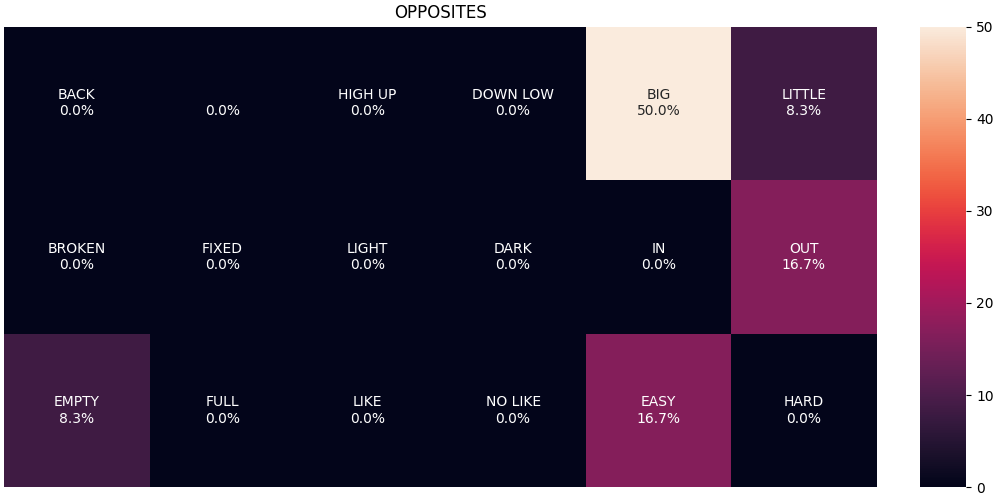 OPPOSITES
BACK
0.0%
0.0%
HIGH UP
0.0%
DOWN LOW
0.0%
BIG
50.0%
LITTLE
8.3%
BROKEN
0.0%
FIXED
0.0%
LIGHT
0.0%
DARK
0.0%
IN
0.0%
OUT
16.7%
EMPTY
8.3%
FULL
0.0%
LIKE
0.0%
NO LIKE
0.0%
EASY
16.7%
HARD
0.0%
50
40
30
20
10
0